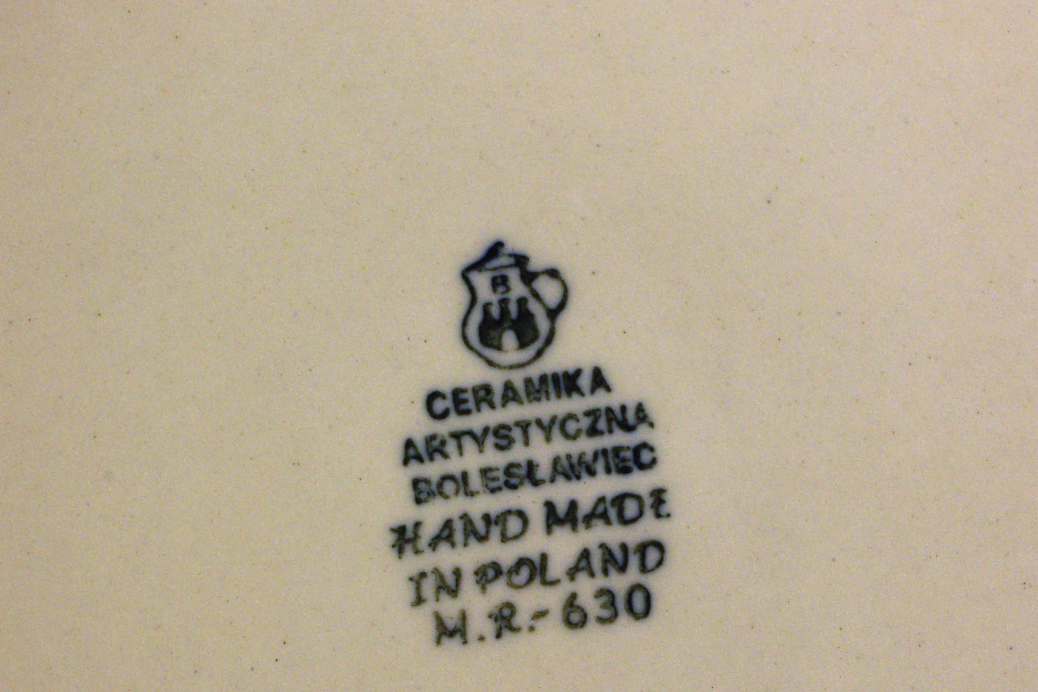 B
CERAMIKA
ARTYSTYCZNA
BOLESŁAWIEC
HAND MADE
IN POLAND
M.R.-630